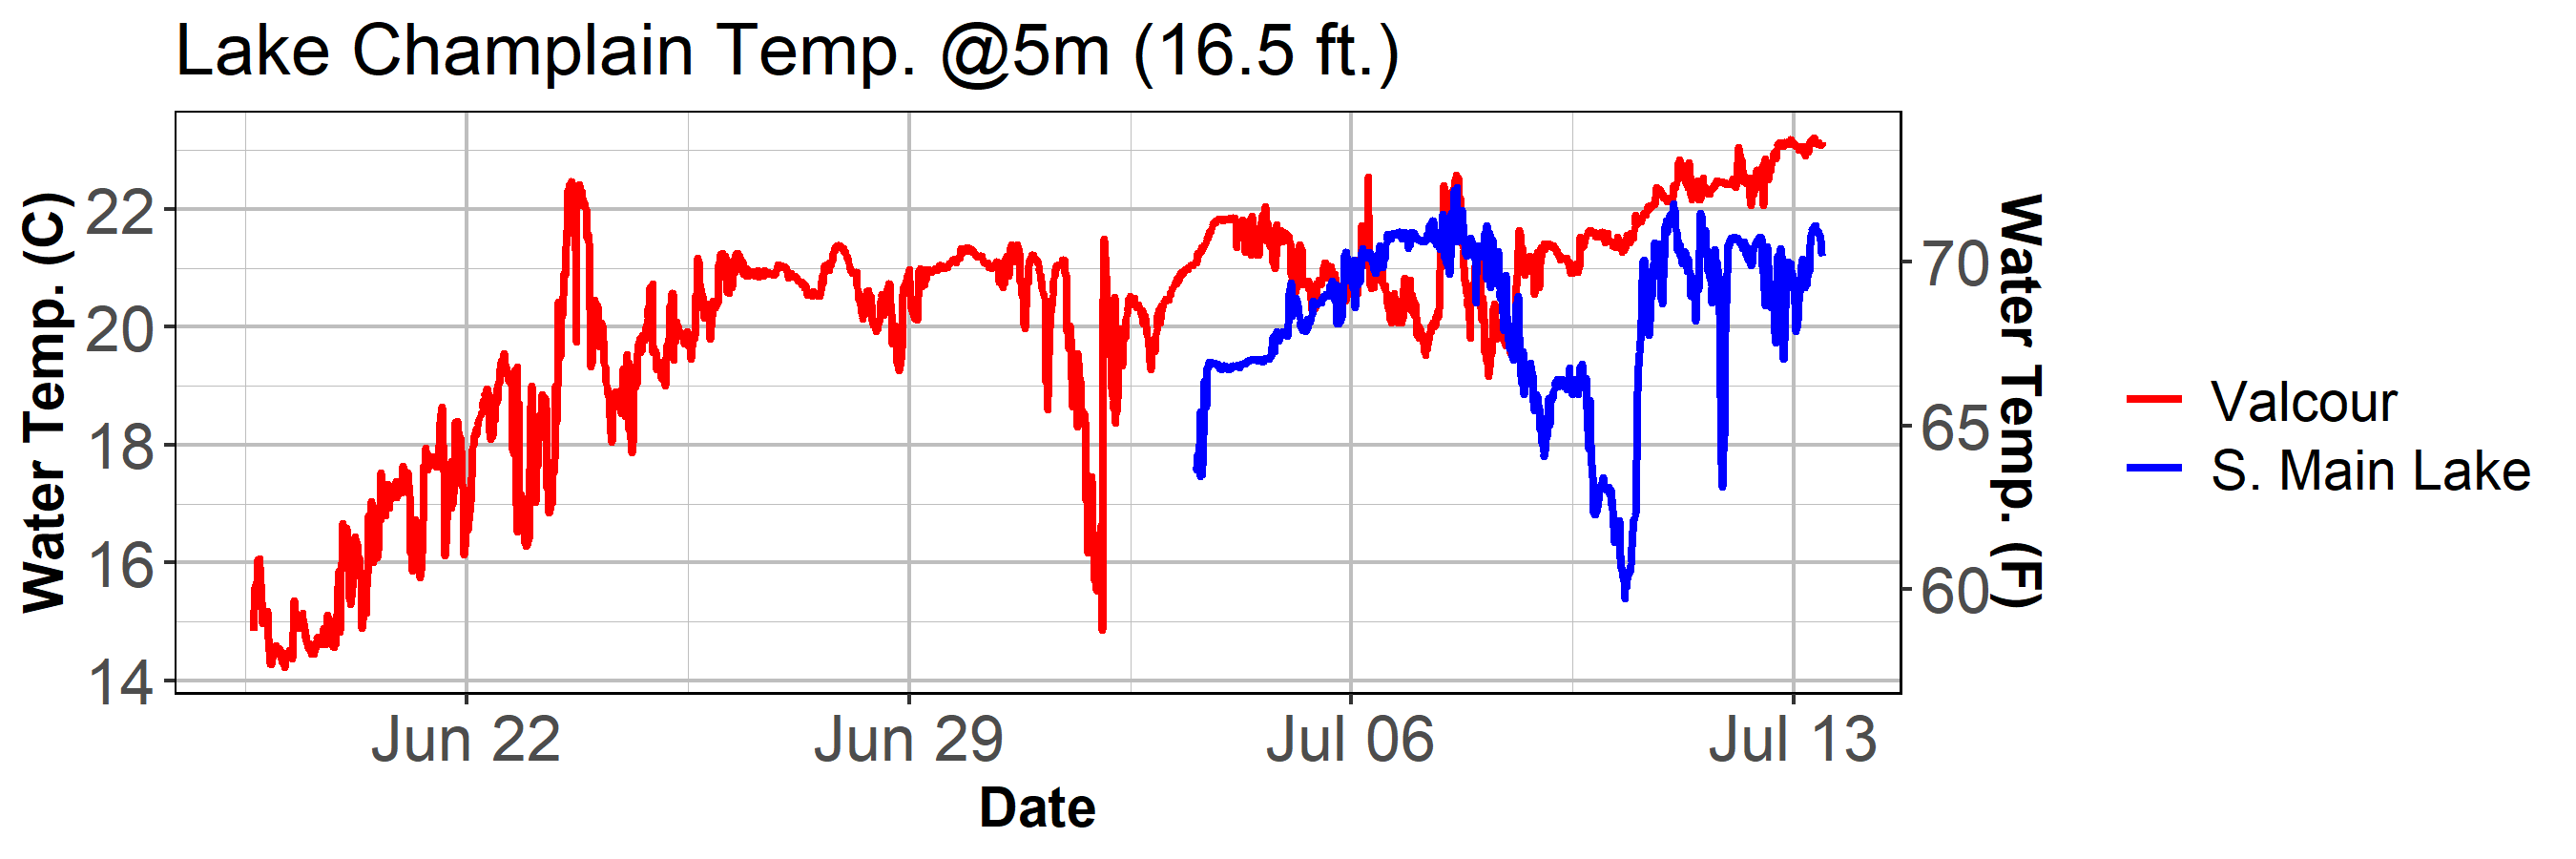 Lake Champlain Temp. @5m (16.5 ft.)
Water Temp. (C)
22
20
18
16
14
70
65
60
Water Temp. (F)
Valcour
S. Main Lake
Jun 22
Jun 29
Jul 06
Jul 13
Date